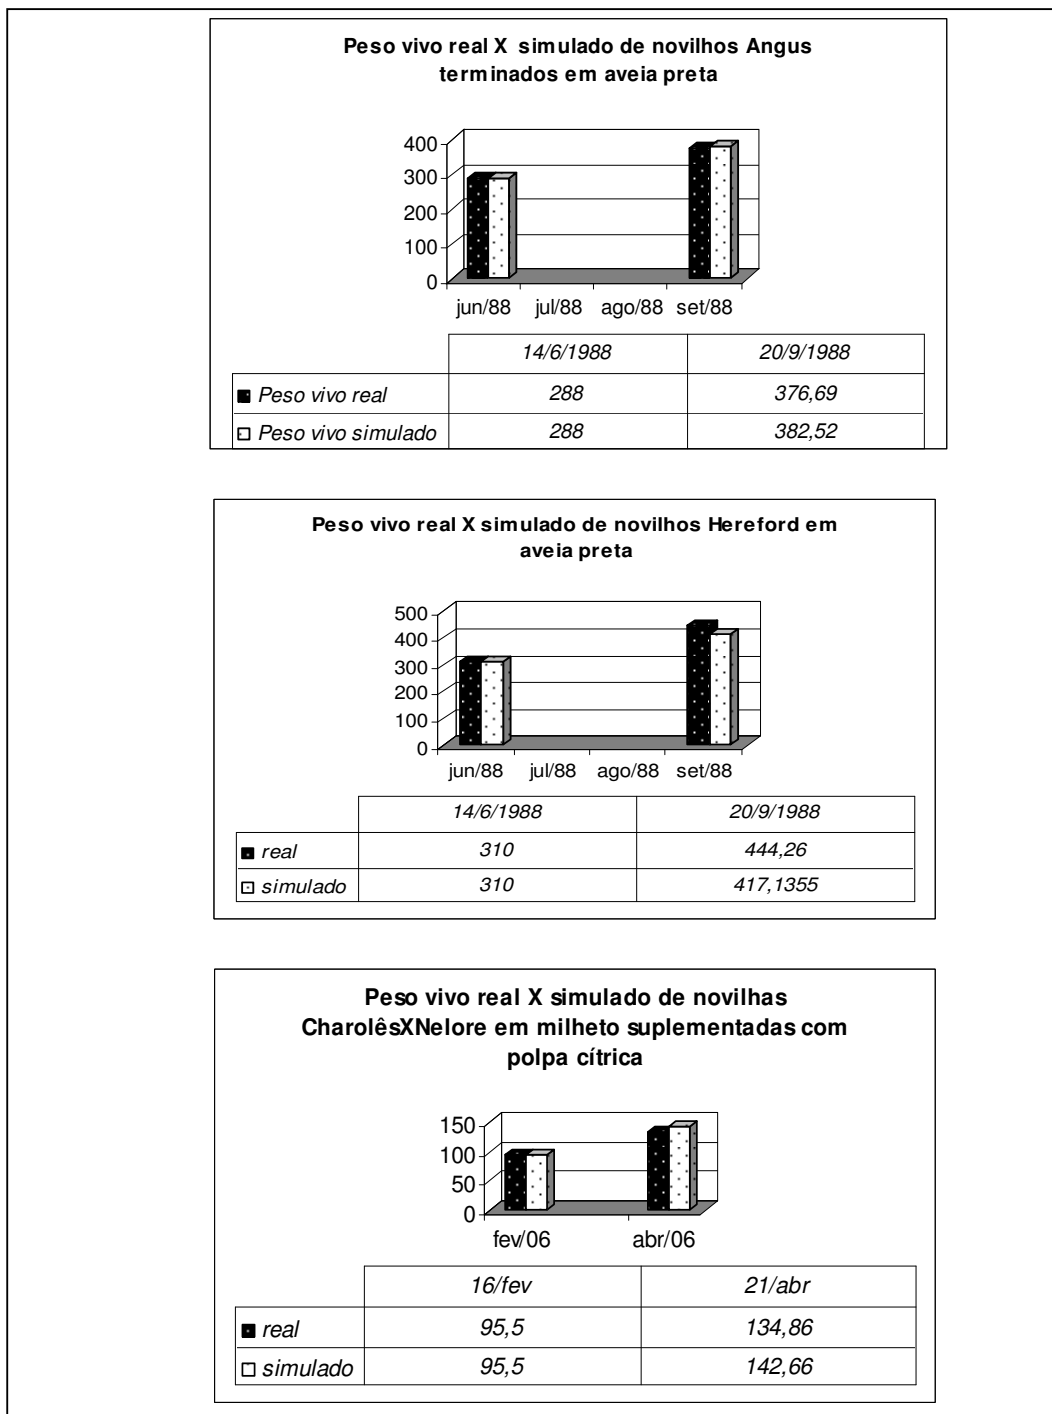 Peso vivo real X simulado de novilhos Angus
terminados em aveia preta
400
300
200
100
0
jun/88 jul/88 ago/88 set/88
14/6/1988 20/9/1988
Peso vivo real 288 376,69
Peso vivo simulado 288 382,52
Peso vivo real X simulado de novilhos Hereford em
aveia preta
500
400
300
200
100
0
jun/88 jul/88 ago/88 set/88
14/6/1988 20/9/1988
real 310 444,26
simulado 310 417,1355
Peso vivo real X simulado de novilhas
CharolêsXNelore em milheto suplementadas com
polpa cítrica
150
100
50
0
fev/06 abr/06
16/fev 21/abr
real 95,5 134,86
simulado 95,5 142,66